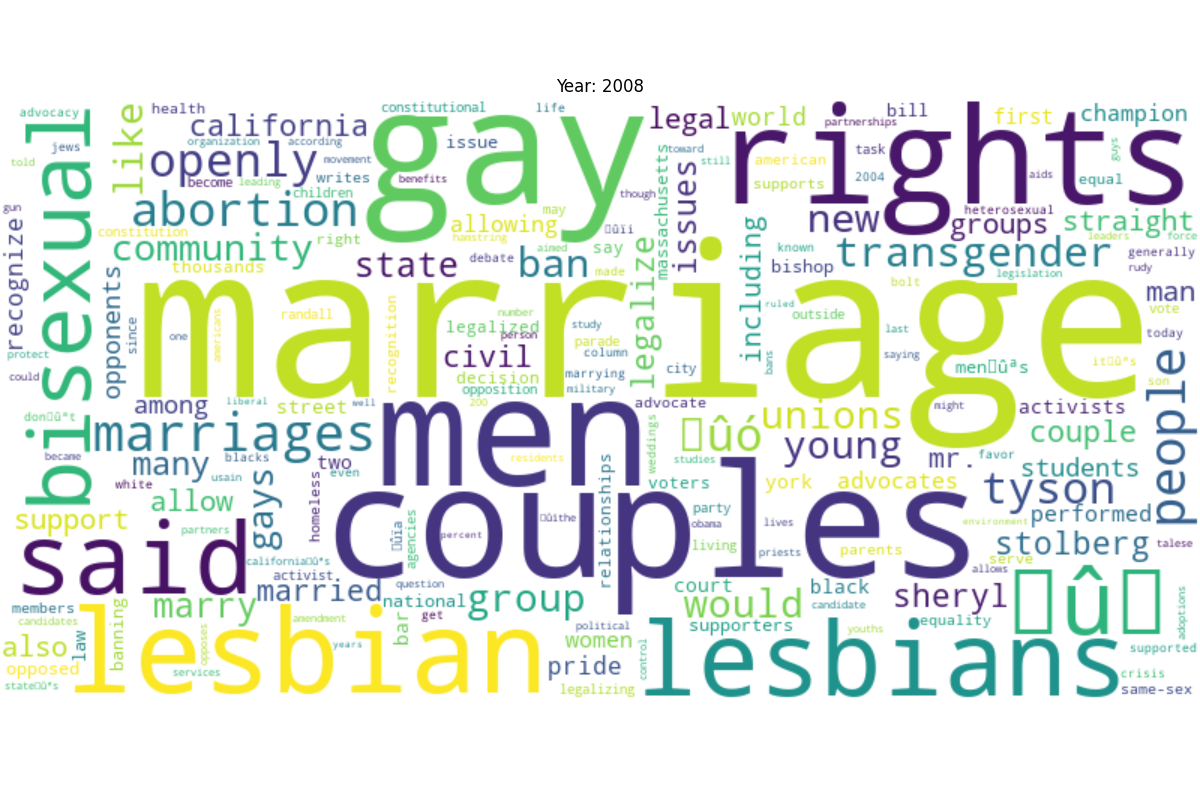 Year: 2008
advocacy
health
constitutional
life
legal
world
partnerships
bill
first
champion
jews
bisexual
like
california
organization
according
gay
issue
rights
told
openly
movement
become
leading
writes
children
benefits
though
massachusetts
toward
still
issues
american
supports
task
2004
aids
equal
guys
gun
recognize
abortion
constitution
community
right
allowing
hamstring
may
say
new
heterosexual
groups
straight
leaders
force
thousands
state
debate
ban
aimed
made
legalize
including
known
bishop
transgender
legislation
generally
rudy
opponents
since
one
americans
randall
marriage
recognition
legalized
number
person
study
parade
column
ruled
outside
bolt
last
man
vote
today
protect
could
civil
decision
opposition
marrying
military
city
bans
saying
might
son
people
among
liberal
street
well
200
men
advocate
unions
activists
became
marriages
many
blacks
usain
gays
two
even
residents
weddings
studies
young
mr.
favor
couple
students
white
allow
homeless
couples
relationships
voters
york
advocates
tyson
performed
support
said
partners
activist
agencies
percent
party
obama
living
lives
priests
parents
environment
stolberg
talese
serve
allows
married
question
national
group
court
black
candidate
sheryl
equality
adoptions
members
candidates
marry
banning
amendment
bar
get
political
women
would
supporters
youths
supported
also
law
opposed
lesbian
opposes
services
years
pride
legalizing
control
lesbians
crisis
same-sex